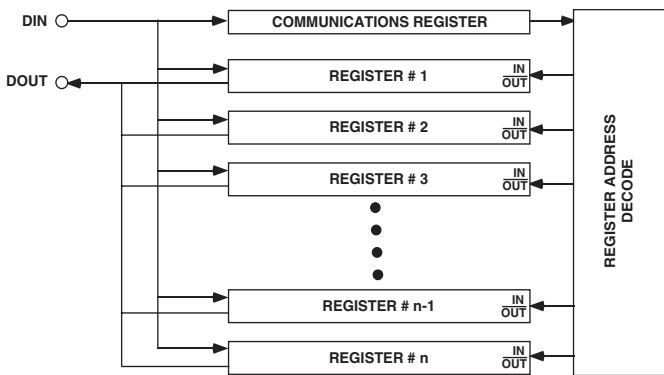 DIN
COMMUNICATIONS REGISTER
DOUT
REGISTER # 1
IN
OUT
REGISTER # 2
IN
OUT
REGISTER # 3
IN
OUT
REGISTER # n-1
IN
OUT
REGISTER # n
IN
OUT
REGISTER ADDRESS
DECODE